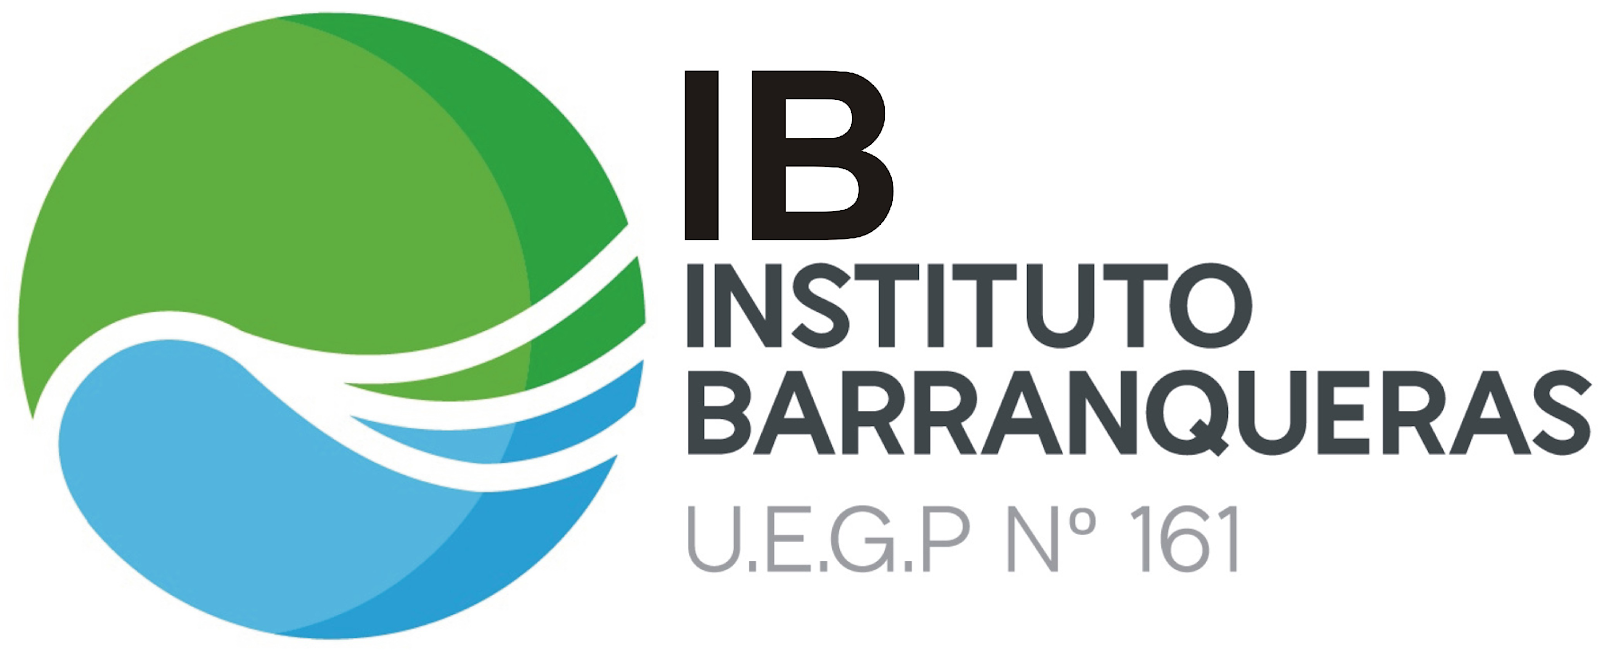 IB
INSTITUTO
BARRANQUERAS
U.E.G.P Nº 161